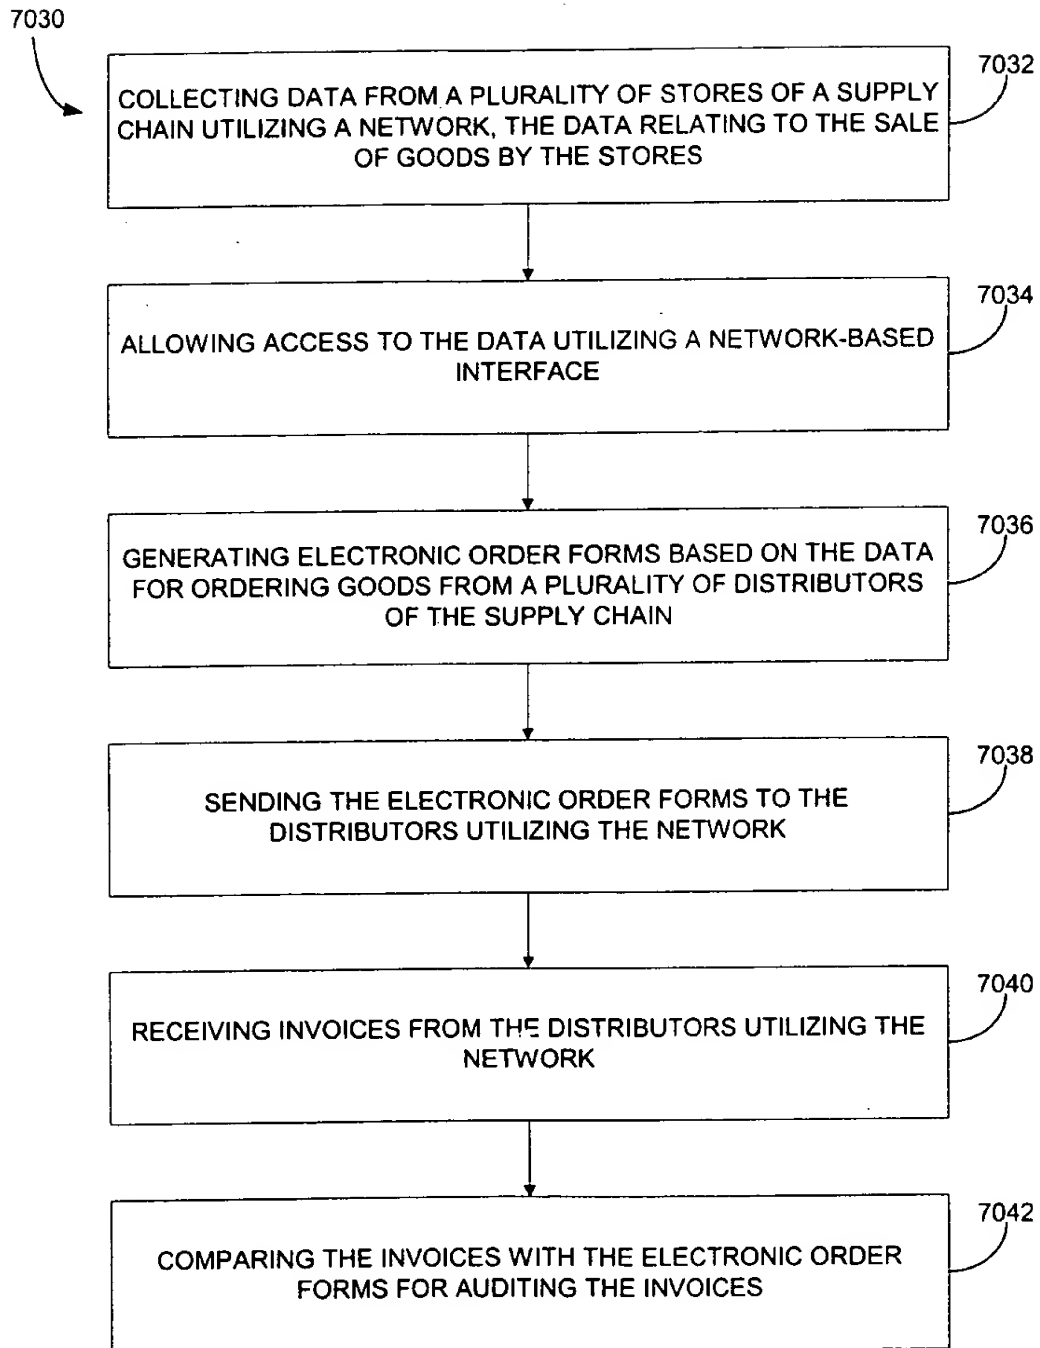 7030
7032
COLLECTING DATA FROM A PLURALITY OF STORES OF A SUPPLY
CHAIN UTILIZING A NETWORK, THE DATA RELATING TO THE SALE
OF GOODS BY THE STORES
7034
ALLOWING ACCESS TO THE DATA UTILIZING A NETWORK-BASED
INTERFACE
7036
GENERATING ELECTRONIC ORDER FORMS BASED ON THE DATA
FOR ORDERING GOODS FROM A PLURALITY OF DISTRIBUTORS
OF THE SUPPLY CHAIN
7038
SENDING THE ELECTRONIC ORDER FORMS TO THE
DISTRIBUTORS UTILIZING THE NETWORK
7040
RECEIVING INVOICES FROM THE DISTRIBUTORS UTILIZING THE
NETWORK
7042
COMPARING THE INVOICES WITH THE ELECTRONIC ORDER
FORMS FOR AUDITING THE INVOICES